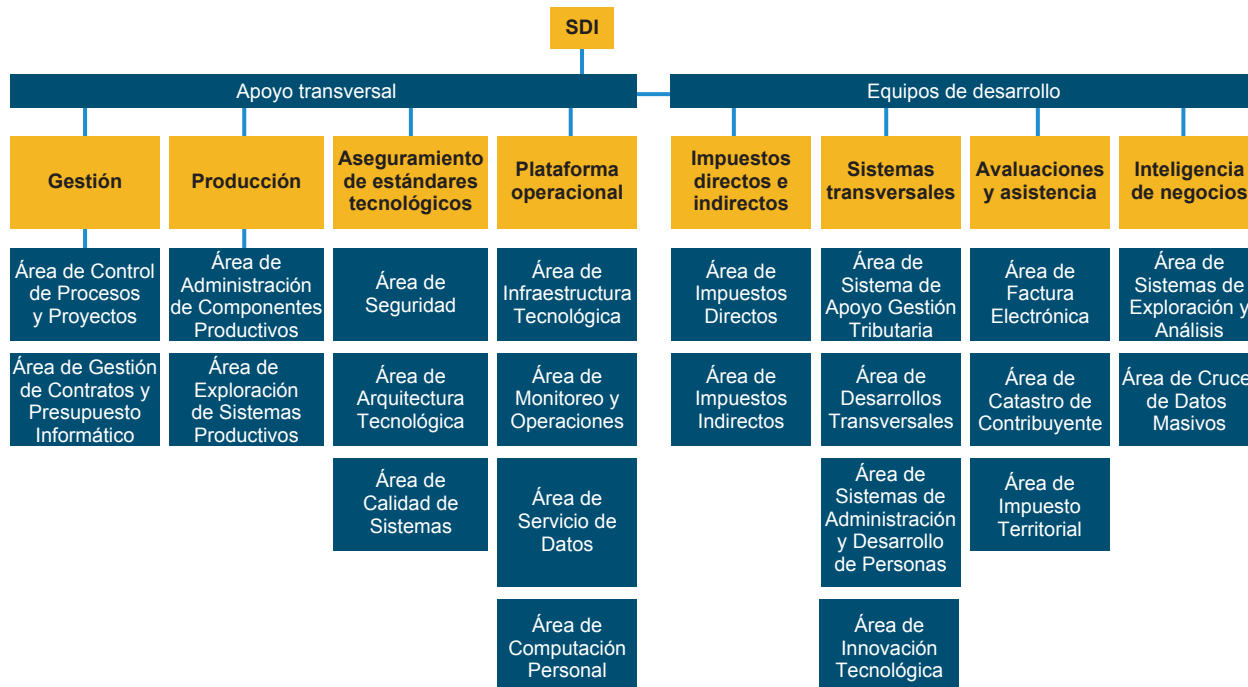 SDI
Apoyo transversal
Equipos de desarrollo
Gestión
Producción
Aseguramiento
de estándares
tecnológicos
Plataforma
operacional
Impuestos
directos e
indirectos
Sistemas
transversales
Avaluaciones
y asistencia
Inteligencia
de negocios
Área de Control
de Procesos
y Proyectos
Área de
Administración
de Componentes
Productivos
Área de
Seguridad
Área de
Infraestructura
Tecnológica
Área de
Impuestos
Directos
Área de
Sistema de
Apoyo Gestión
Tributaria
Área de
Factura
Electrónica
Área de
Sistemas de
Exploración y
Análisis
Área de Gestión
de Contratos y
Presupuesto
Informático
Área de
Exploración
de Sistemas
Productivos
Área de
Arquitectura
Tecnológica
Área de
Monitoreo y
Operaciones
Área de
Impuestos
Indirectos
Área de
Desarrollos
Transversales
Área de
Catastro de
Contribuyente
Área de Cruce
de Datos
Masivos
Área de
Calidad de
Sistemas
Área de
Servicio de
Datos
Área de
Sistemas de
Administración
y Desarrollo
de Personas
Área de
Impuesto
Territorial
Área de
Computación
Personal
Área de
Innovación
Tecnológica